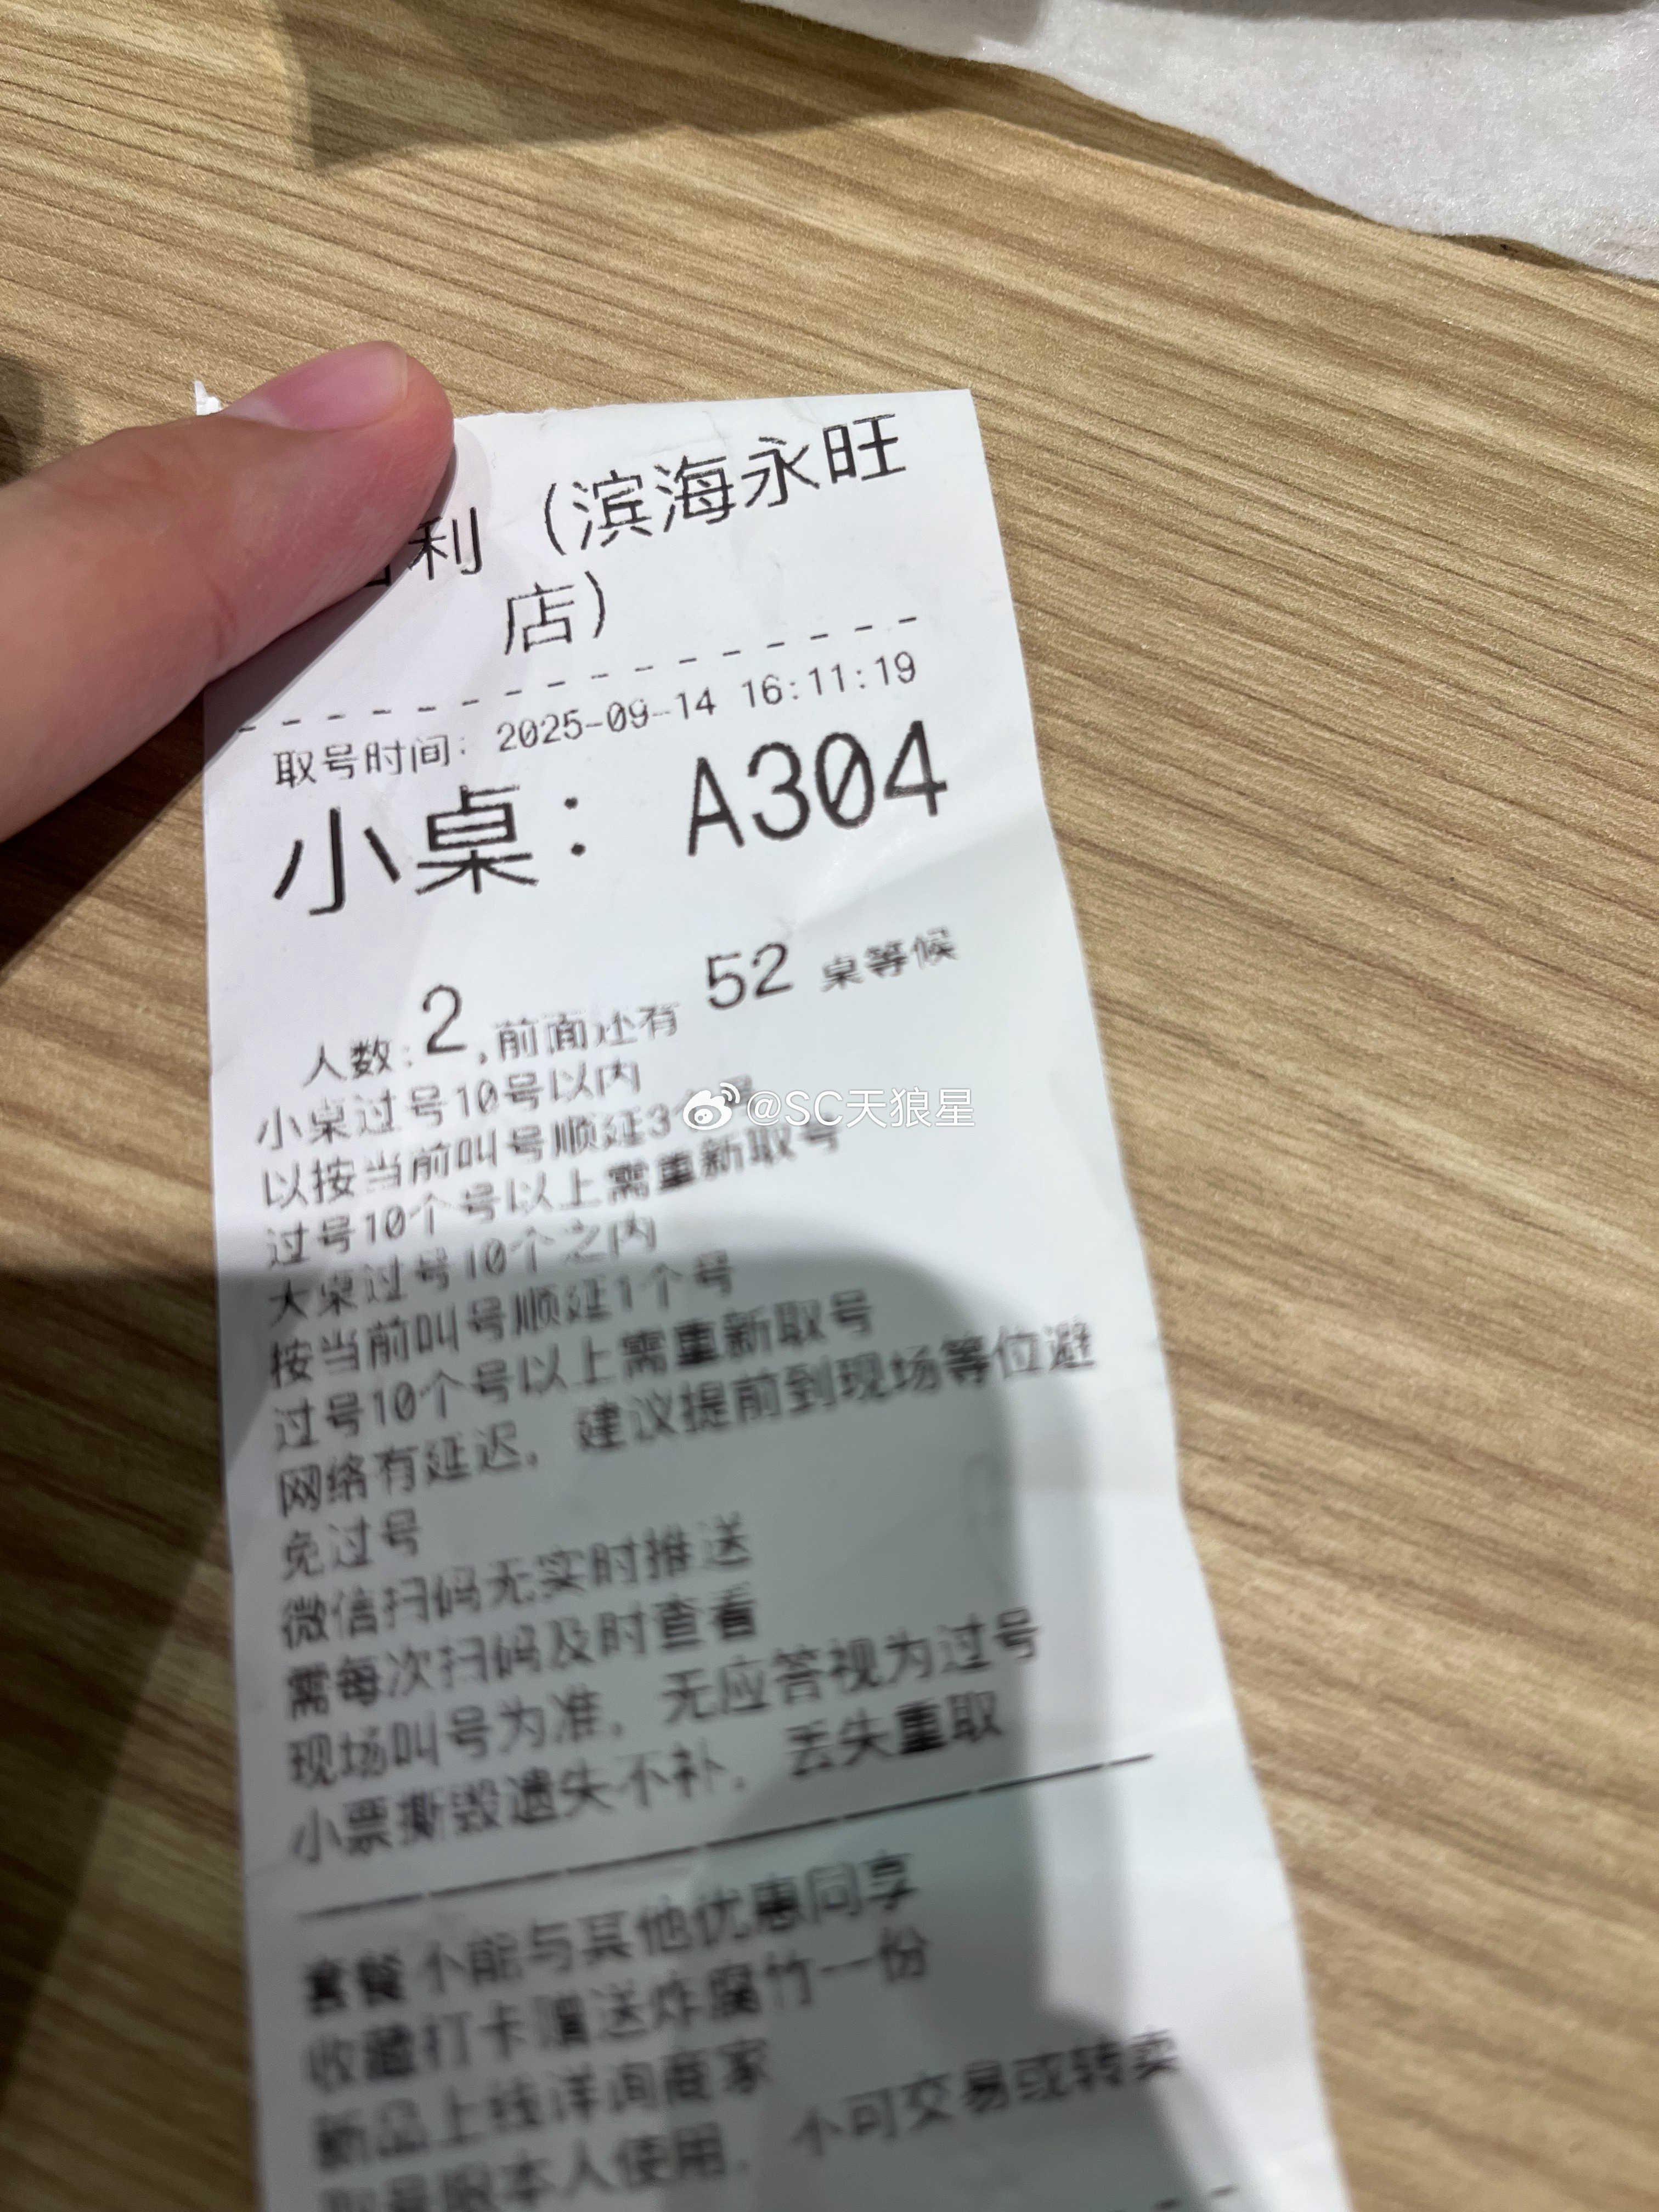 利（滨海永旺
店）
取号时间：2025-09-14 16:11:19
小桌： A304
人数:2,前面还有 52 桌等候
小桌过号10号以内
以按当前叫号顺延3个号
过号10个号以上需重新取号
大桌过号10个之内
按当前叫号顺延1个号
过号10个号以上需重新取号
网络有延迟，建议提前到现场等位避
免过号
微信扫码无实时推送
需每次扫码及时查看
现场叫号为准，无应答视为过号
小票撕毁遗失不补，丢失重取
套餐不能与其他优惠同享
收藏打卡赠送炸腐竹一份
新品上线详询商家
取号限本人使用，不可交易或转卖
@SC天狼星